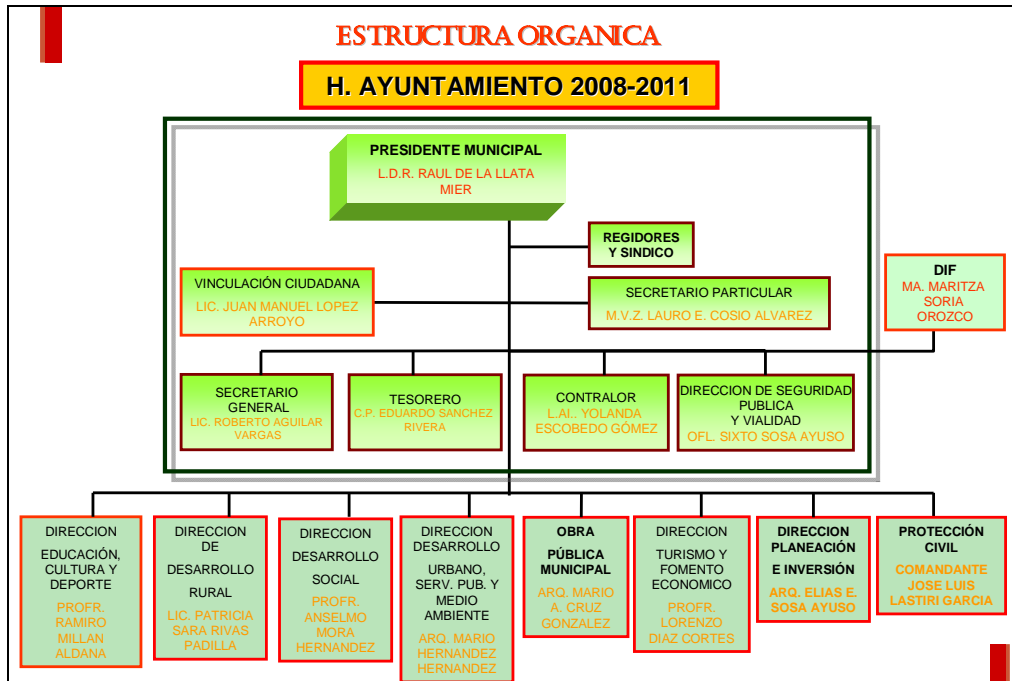 ESTRUCTURA ORGANICA
H. AYUNTAMIENTO 2008-2011
PRESIDENTE MUNICIPAL
L.D.R. RAUL DE LA LLATA
MIER
REGIDORES
Y SINDICO
VINCULACIÓN CIUDADANA
LIC. JUAN MANUEL LOPEZ
ARROYO
SECRETARIO PARTICULAR
M.V.Z. LAURO E. COSIO ALVAREZ
DIF
MA. MARITZA
SORIA
OROZCO
SECRETARIO
GENERAL
LIC. ROBERTO AGUILAR
VARGAS
TESORERO
C.P. EDUARDO SANCHEZ
RIVERA
CONTRALOR
L.AI.. YOLANDA
ESCOBEDO GÓMEZ
DIRECCION DE SEGURIDAD
PUBLICA
Y VIALIDAD
OFL. SIXTO SOSA AYUSO
DIRECCION
EDUCACIÓN,
CULTURA Y
DEPORTE
PROFR.
RAMIRO
MILLAN
ALDANA
DIRECCION
DE
DESARROLLO
RURAL
LIC. PATRICIA
SARA RIVAS
PADILLA
DIRECCION
DESARROLLO
SOCIAL
PROFR.
ANSELMO
MORA
HERNANDEZ
DIRECCION
DESARROLLO
URBANO,
SERV. PUB. Y
MEDIO
AMBIENTE
ARQ. MARIO
HERNANDEZ
HERNANDEZ
OBRA
PÚBLICA
MUNICIPAL
ARQ. MARIO
A. CRUZ
GONZALEZ
DIRECCION
TURISMO Y
FOMENTO
ECONOMICO
PROFR.
LORENZO
DIAZ CORTES
DIRECCION
PLANEACIÓN
E INVERSIÓN
ARQ. ELIAS E.
SOSA AYUSO
PROTECCIÓN
CIVIL
COMANDANTE
JOSE LUIS
LASTIRI GARCIA